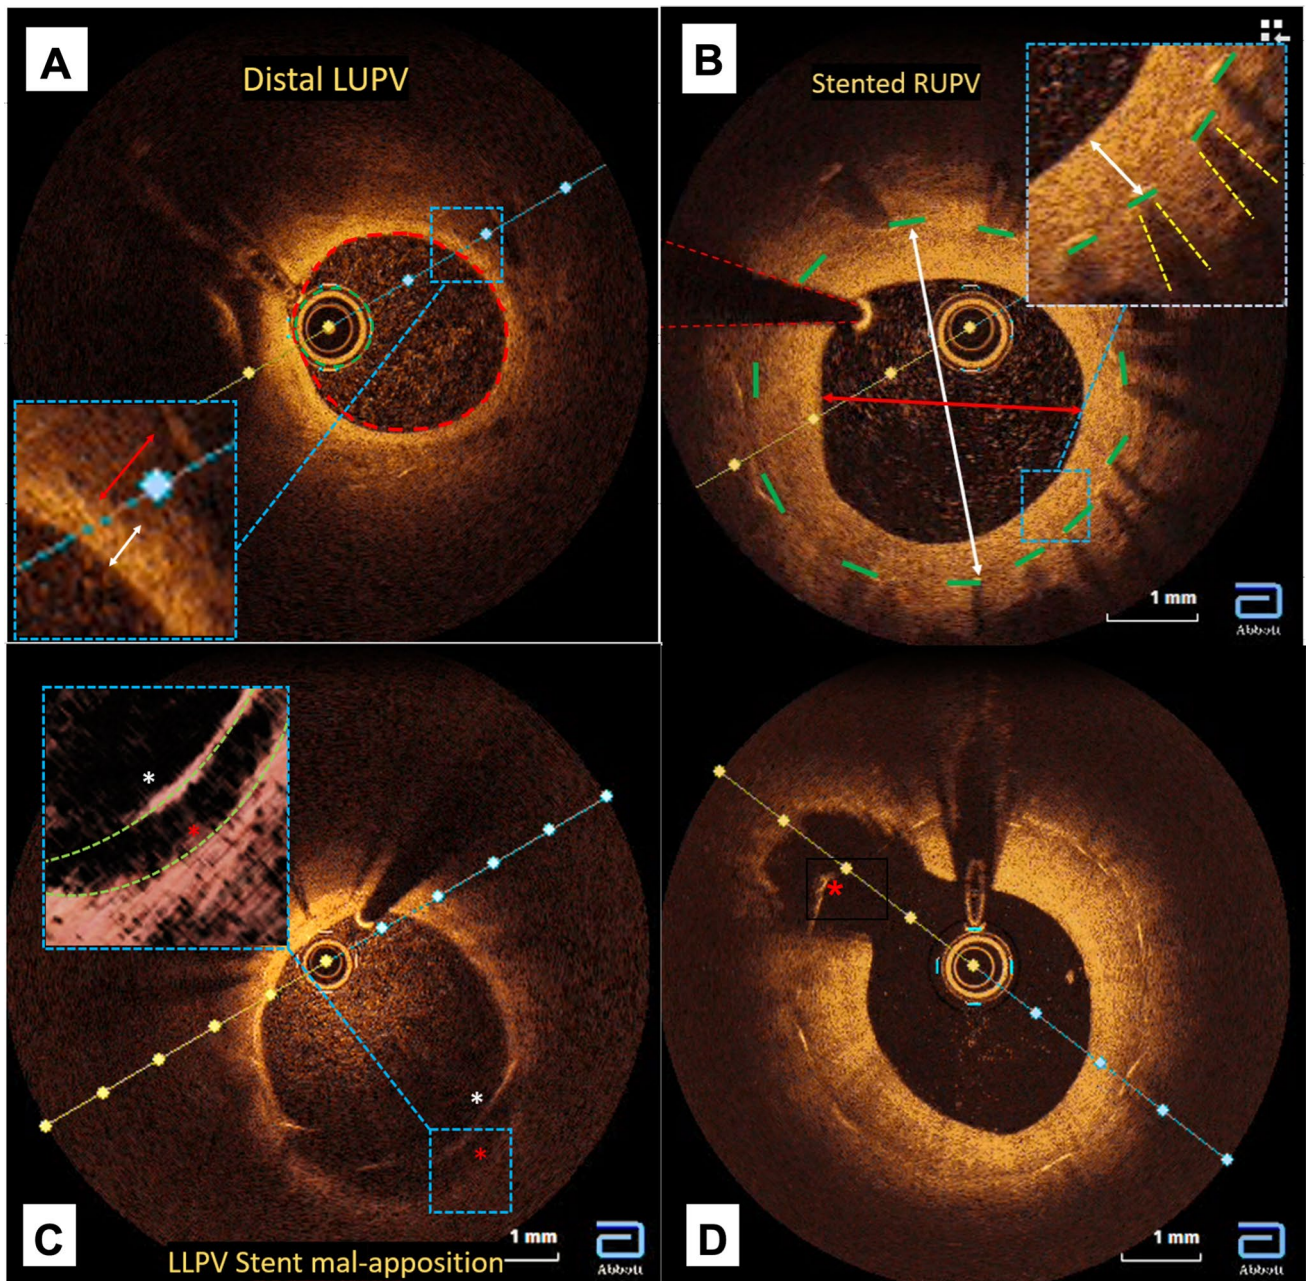 A
Distal LUPV
B
Stented RUPV
1 mm
Abbott
C
LLPV Stent mal-apposition
1 mm
Abbott
D
1 mm
Abbott